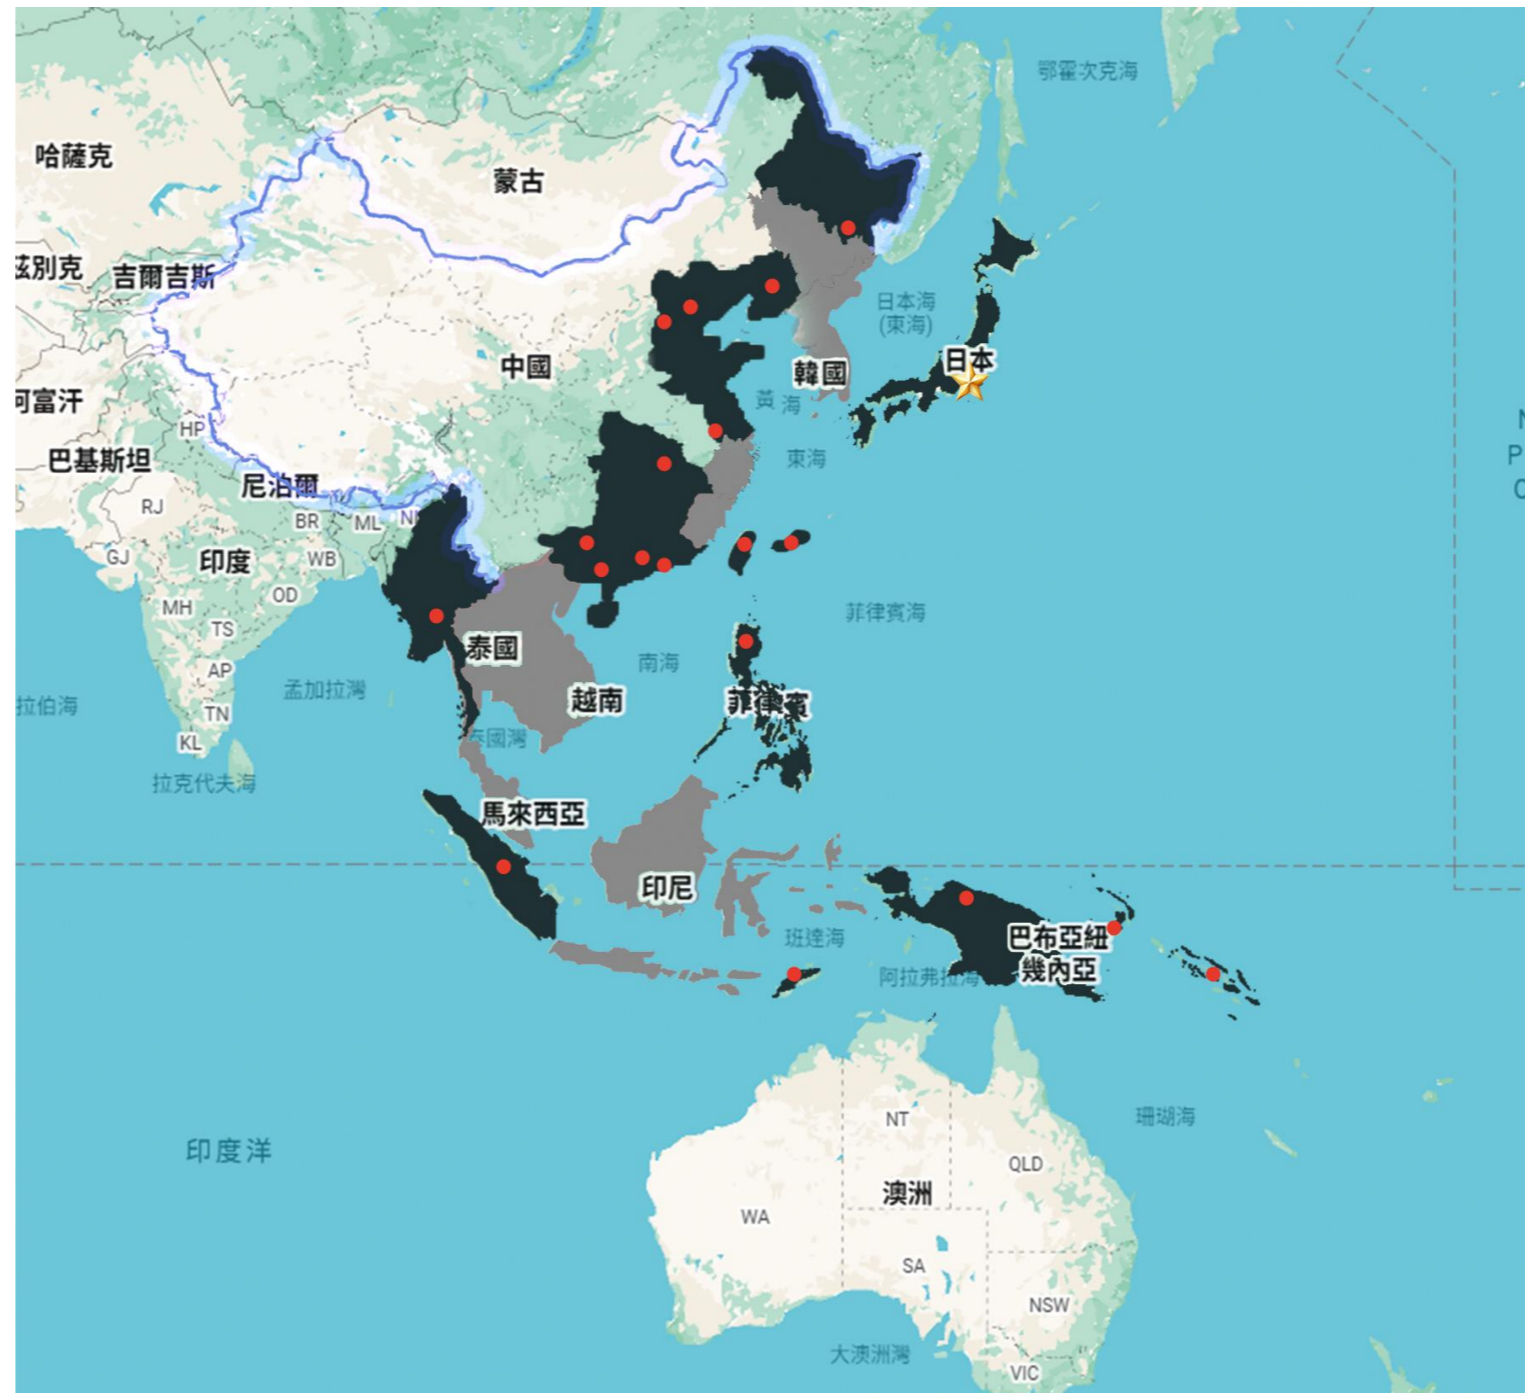 鄂霍次克海
哈薩克
蒙古
茲別克
吉爾吉斯
日本海
(東海)
中國
日本
韓國
阿富汗
黃海
HP
東海
巴基斯坦
尼泊爾
RJ
BR
ML
GJ
印度
WB
OD
MH
TS
菲律賓海
泰國
南海
AP
孟加拉灣
越南
菲律賓
拉伯海
TN
KL
泰國灣
拉克代夫海
馬來西亞
印尼
班達海
巴布亞紐
幾內亞
阿拉弗拉海
NT
珊瑚海
印度洋
QLD
澳洲
WA
SA
NSW
大澳洲灣
VIC